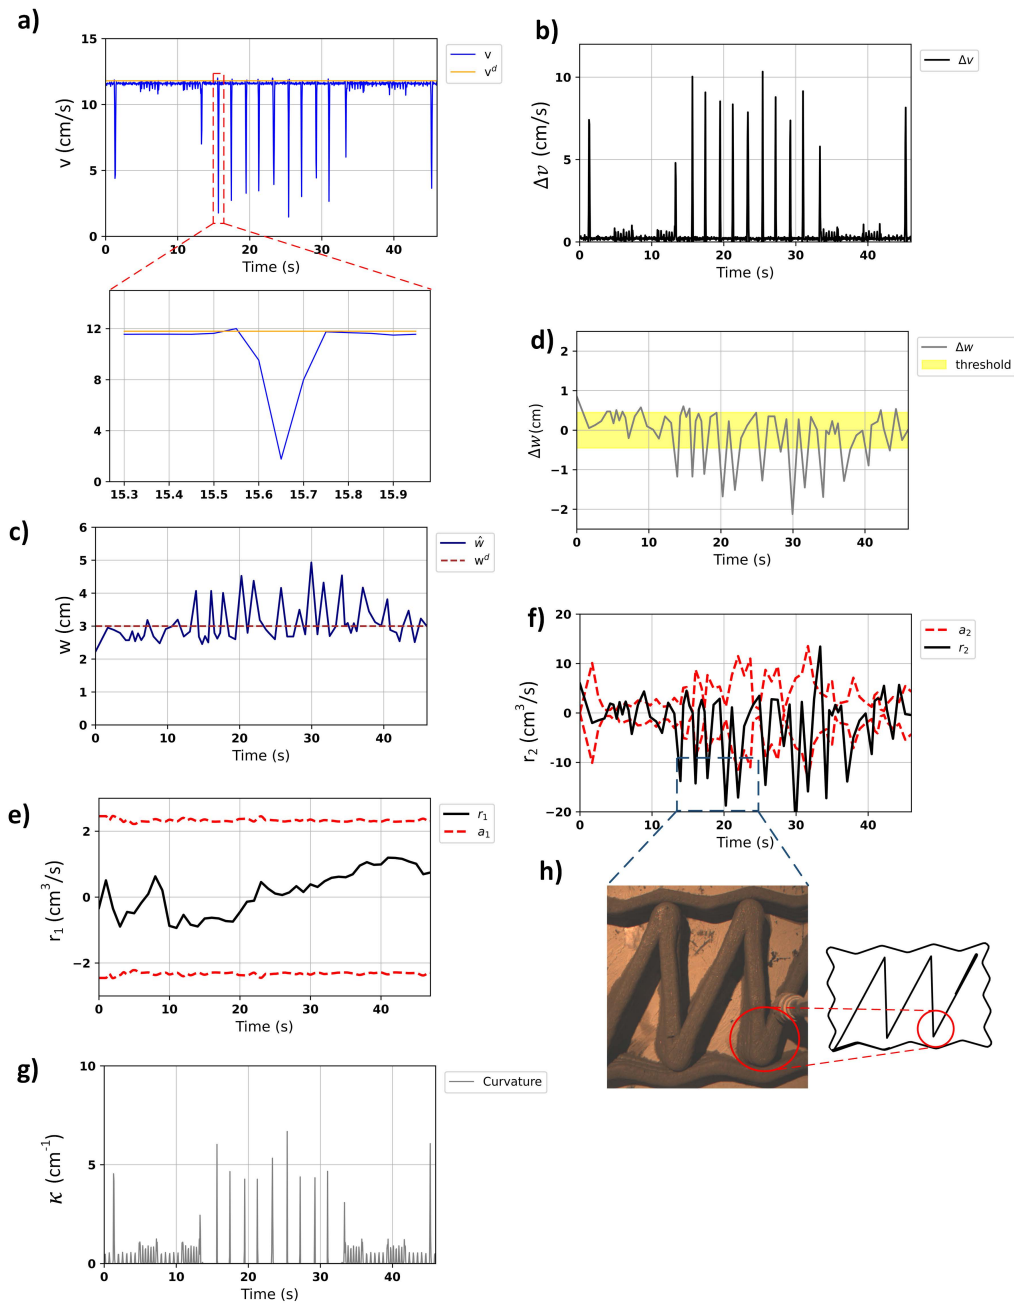 a)
15
10
5
0
v (cm/s)
0 10 20 30 40
Time (s)
v
v^d
12
8
4
0
15.3 15.4 15.5 15.6 15.7 15.8 15.9
b)
10
5
0
Δv (cm/s)
0 10 20 30 40
Time (s)
Δv
d)
2
1
0
−1
−2
Δw(cm)
0 10 20 30 40
Time (s)
Δw
threshold
c)
6
5
4
3
2
1
0
w (cm)
0 10 20 30 40
Time (s)
ŵ
w^d
f)
20
10
0
-10
−20
r₂ (cm³/s)
0 10 20 30 40
Time (s)
a₂
r₂
e)
2
0
−2
r₁ (cm³/s)
0 10 20 30 40
Time (s)
r₁
a₁
h)
g)
10
5
0
κ (cm⁻¹)
0 10 20 30 40
Time (s)
Curvature